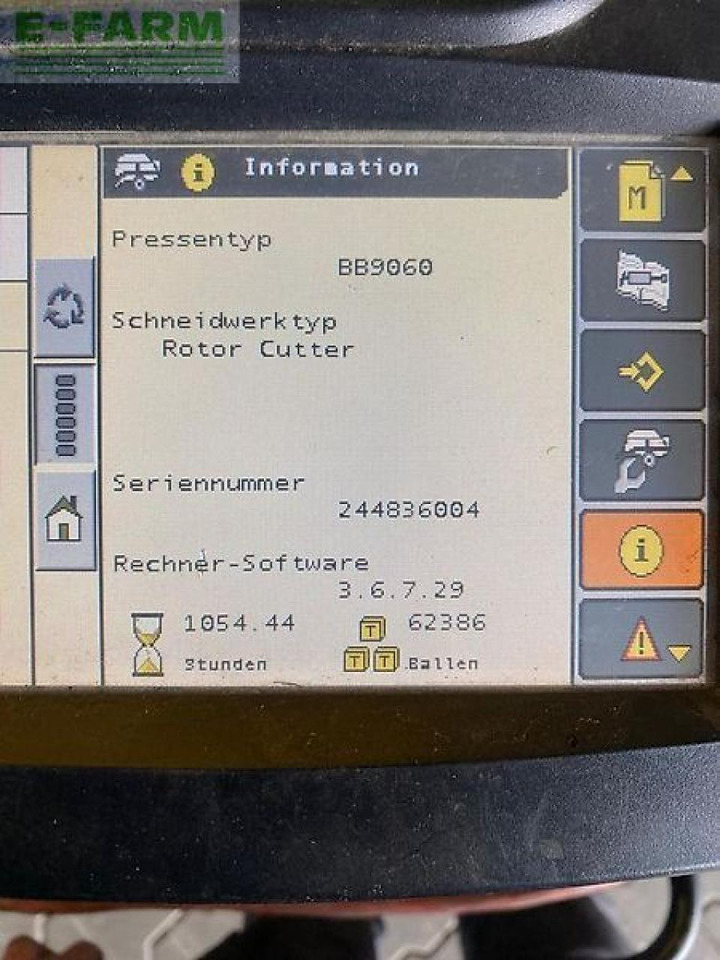 E-FARM
Information
Pressentyp
BB9060
Schneidwerktyp
Rotor Cutter
Seriennummer
244836004
Rechner-Software
3.6.7.29
1054.44
Stunden
62386
Ballen
T
T T
M
i
i
!